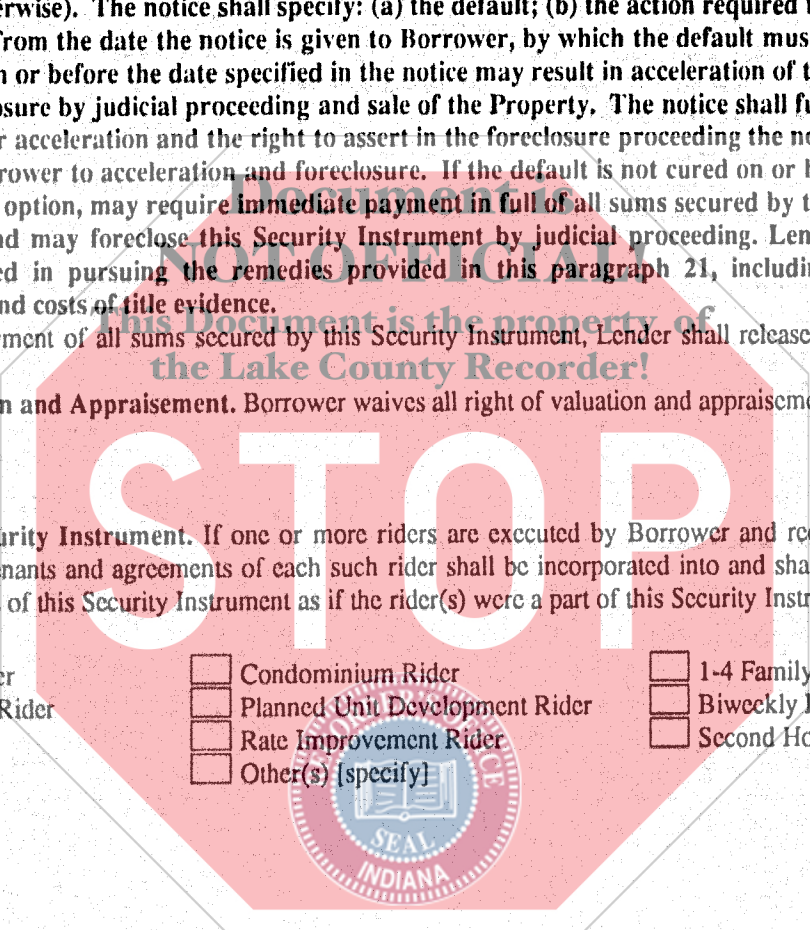 erwise). The notice shall specify: (a) the default; (b) the action required
from the date the notice is given to Borrower, by which the default mus
n or before the date specified in the notice may result in acceleration of t
osure by judicial proceeding and sale of the Property. The notice shall fu
r acceleration and the right to assert in the foreclosure proceeding the no
rower to acceleration and foreclosure. If the default is not cured on or
option, may require immediate payment in full of all sums secured by t
nd may foreclose this Security Instrument by judicial proceeding. Len
ed in pursuing the remedies provided in this paragraph 21, includin
nd costs of title evidence.
yment of all sums secured by this Security Instrument, Lender shall release
n and Appraisement. Borrower waives all right of valuation and appraiseme
urity Instrument. If one or more riders are executed by Borrower and rec
nants and agreements of each such rider shall be incorporated into and sha
of this Security Instrument as if the rider(s) were a part of this Security Instr
er
Condominium Rider
1-4 Family
Rider
Planned Unit Development Rider
Biweekly
Rate Improvement Rider
Second Ho
Other(s) [specify]
Document is
NOT OFFICIAL!
This Document is the property of
the Lake County Recorder!
STOP
SEAL
INDIANA